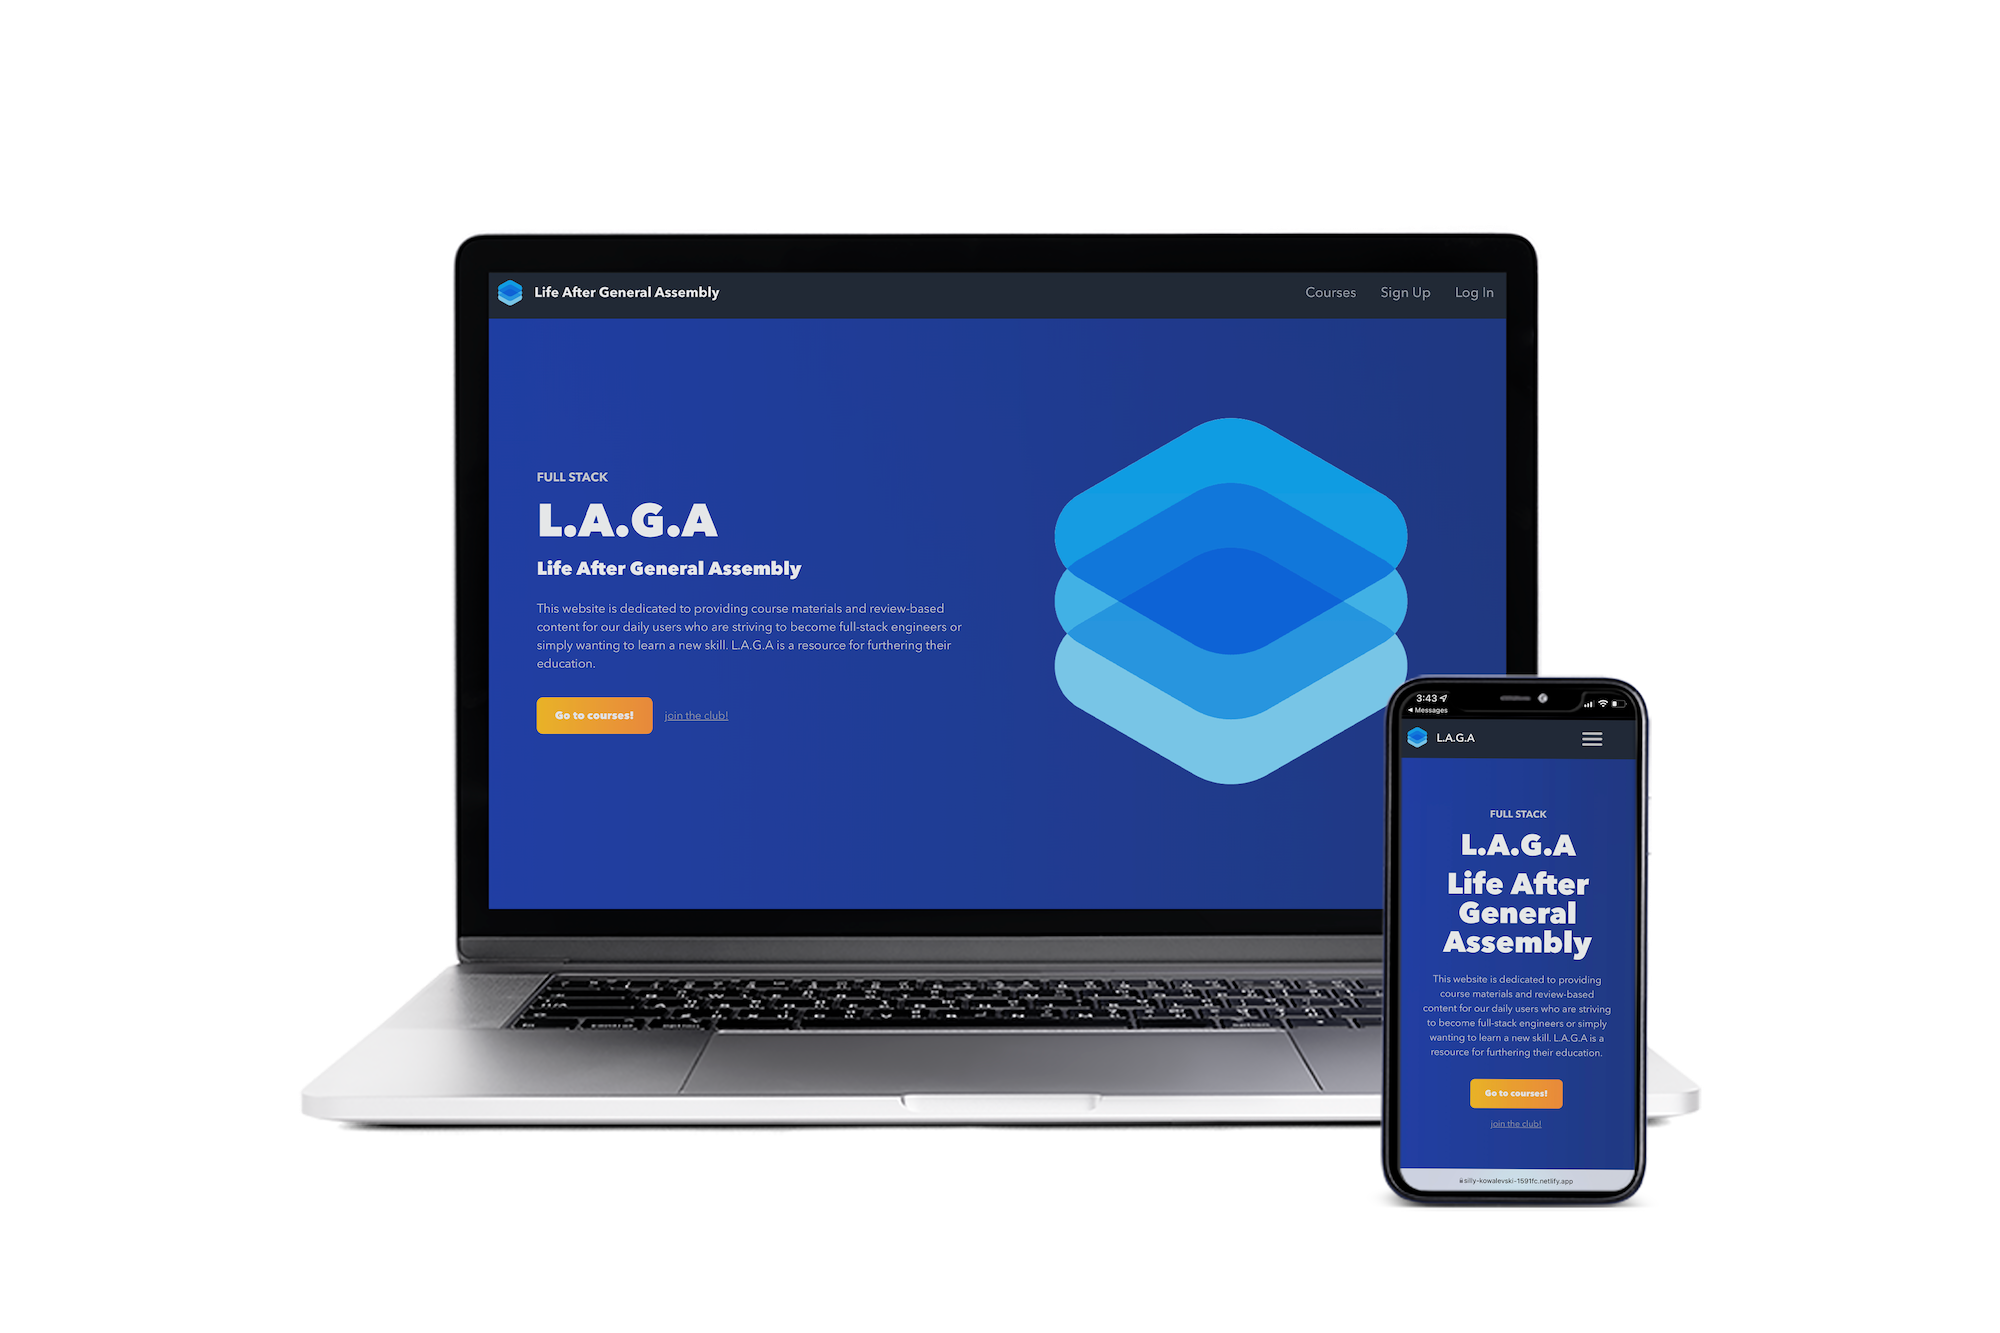 Life After General Assembly
Courses
Sign Up
Log In
FULL STACK
L.A.G.A
Life After General Assembly
This website is dedicated to providing course materials and review-based
content for our daily users who are striving to become full-stack engineers or
simply wanting to learn a new skill. L.A.G.A is a resource for furthering their
education.
Go to courses!
join the club!
3:43
Messages
L.A.G.A
FULL STACK
L.A.G.A
Life After
General
Assembly
This website is dedicated to providing
course materials and review-based
content for our daily users who are striving
to become full-stack engineers or simply
wanting to learn a new skill. L.A.G.A is a
resource for furthering their education.
Go to courses!
join the club!
silly-kowalevski-1591fc.netlify.app